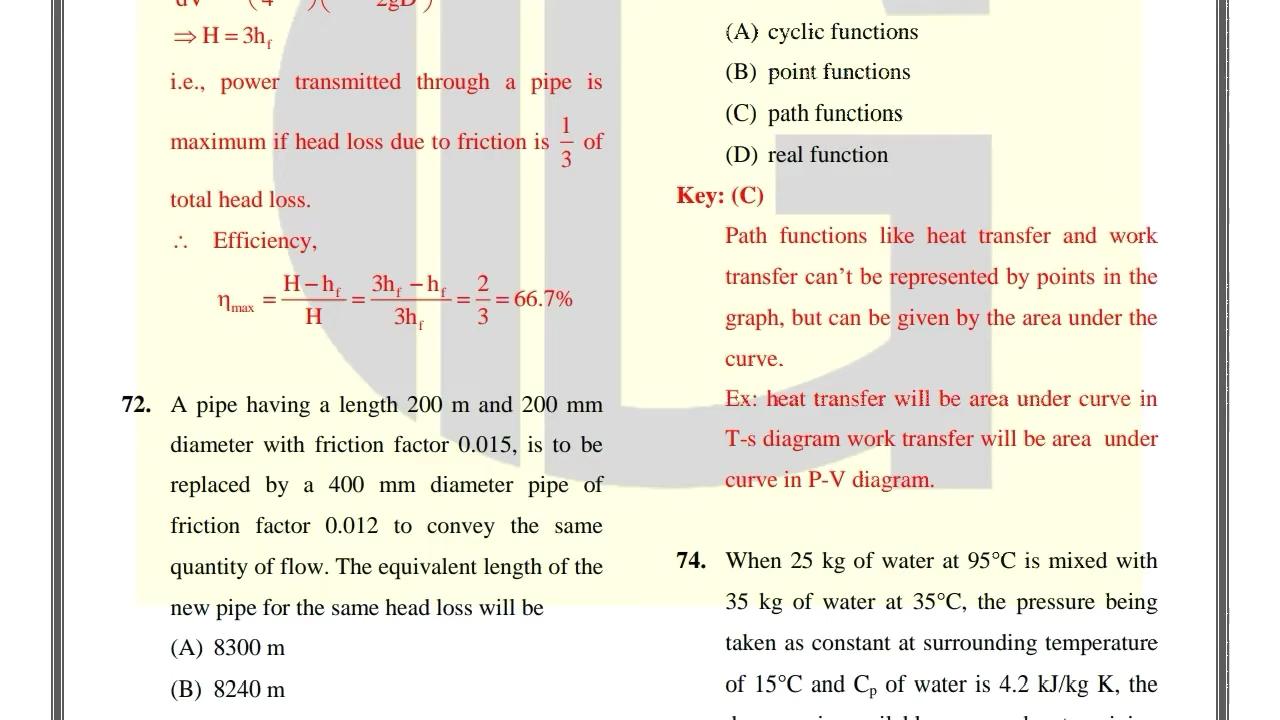 ⇒ H = 3h_f
i.e., power transmitted through a pipe is
maximum if head loss due to friction is 1/3 of
total head loss.
∴ Efficiency,
η_max = (H − h_f)/H = (3h_f − h_f)/3h_f = 2/3 = 66.7%
72. A pipe having a length 200 m and 200 mm
diameter with friction factor 0.015, is to be
replaced by a 400 mm diameter pipe of
friction factor 0.012 to convey the same
quantity of flow. The equivalent length of the
new pipe for the same head loss will be
(A) 8300 m
(B) 8240 m
(A) cyclic functions
(B) point functions
(C) path functions
(D) real function
Key: (C)
Path functions like heat transfer and work
transfer can’t be represented by points in the
graph, but can be given by the area under the
curve.
Ex: heat transfer will be area under curve in
T-s diagram work transfer will be area under
curve in P-V diagram.
74. When 25 kg of water at 95°C is mixed with
35 kg of water at 35°C, the pressure being
taken as constant at surrounding temperature
of 15°C and C_p of water is 4.2 kJ/kg K, the